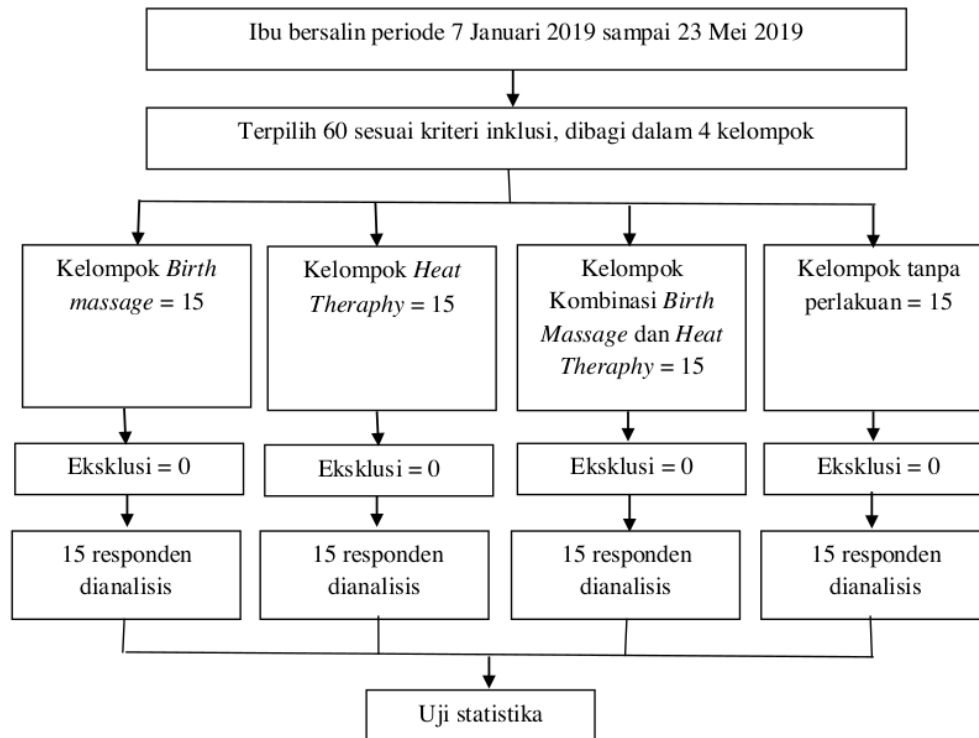 Ibu bersalin periode 7 Januari 2019 sampai 23 Mei 2019
Terpilih 60 sesuai kriteri inklusi, dibagi dalam 4 kelompok
Kelompok Birth
massage = 15
Kelompok Heat
Theraphy = 15
Kelompok
Kombinasi Birth
Massage dan Heat
Theraphy = 15
Kelompok tanpa
perlakuan = 15
Eksklusi = 0
Eksklusi = 0
Eksklusi = 0
Eksklusi = 0
15 responden
dianalisis
15 responden
dianalisis
15 responden
dianalisis
15 responden
dianalisis
Uji statistika